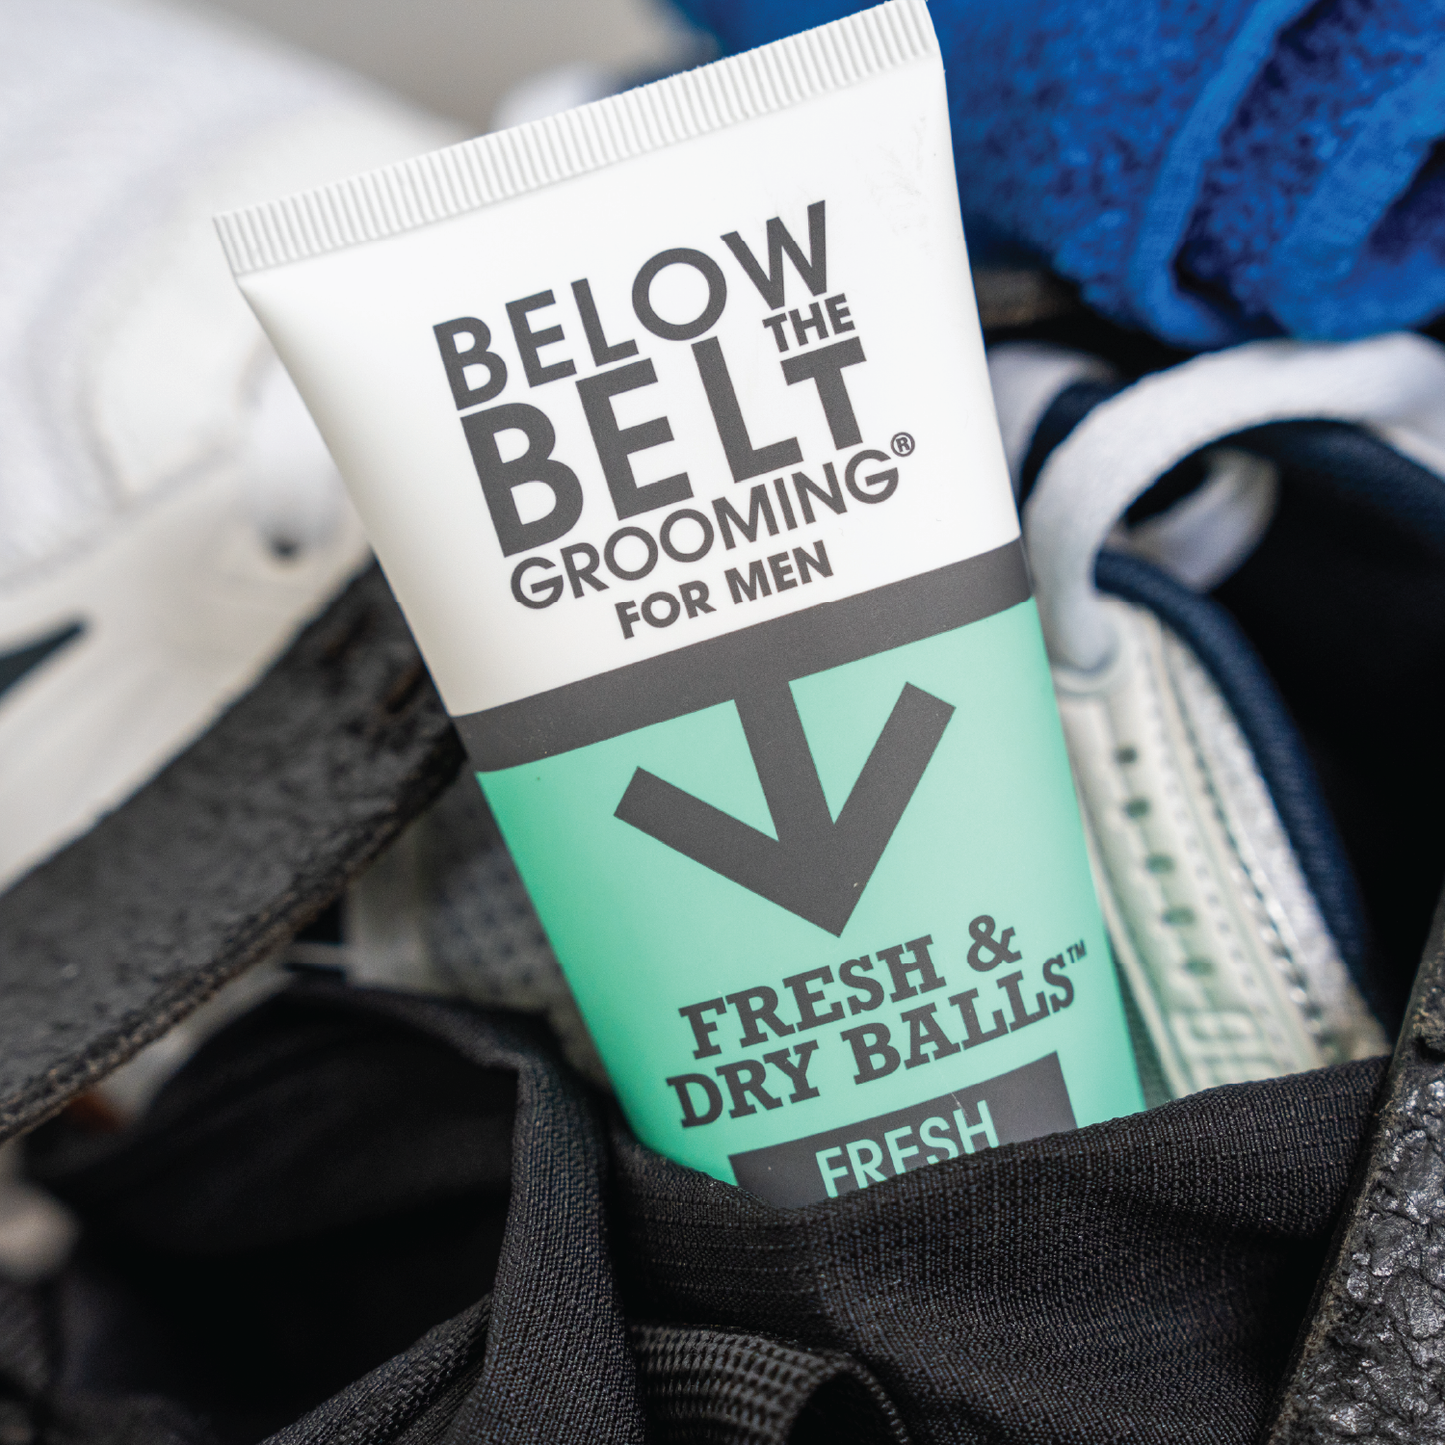 BELOW
THE
BELT
GROOMING®
FOR MEN
FRESH &
DRY BALLS™
FRESH